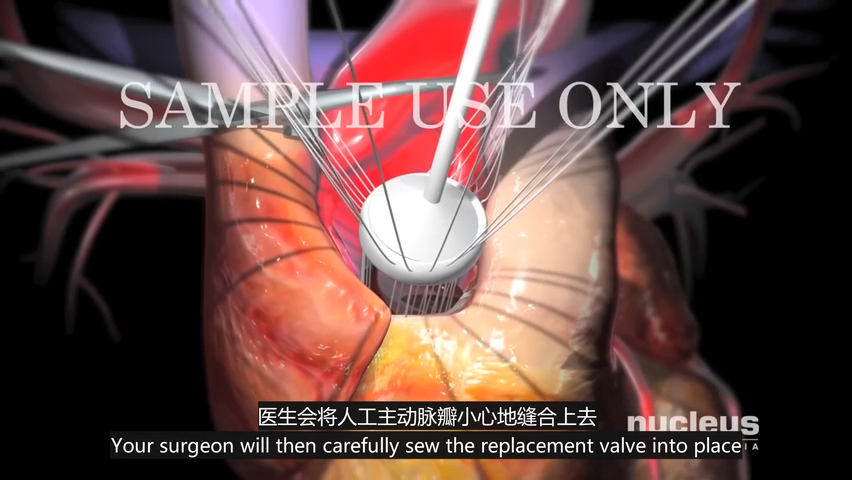 SAMPLE USE ONLY
医生会将人工主动脉瓣小心地缝合上去
nucleus
Your surgeon will then carefully sew the replacement valve into place